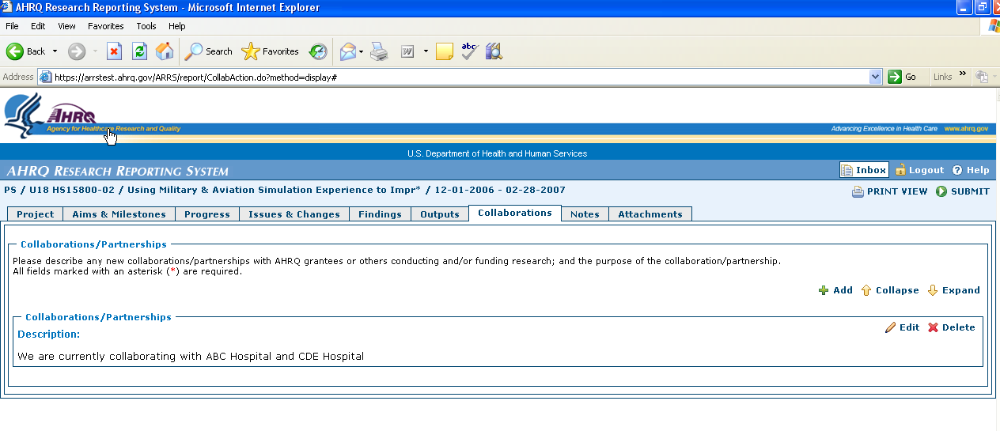 AHRQ Research Reporting System - Microsoft Internet Explorer
File Edit View Favorites Tools Help
Back Search Favorites
Address https://arrstest.ahrq.gov/ARRS/report/CollabAction.do?method=display# Go Links »
AHRQ
Agency for Healthcare Research and Quality Advancing Excellence in Health Care www.ahrq.gov
U.S. Department of Health and Human Services
AHRQ RESEARCH REPORTING SYSTEM Inbox Logout Help
PS / U18 HS15800-02 / Using Military & Aviation Simulation Experience to Impr* / 12-01-2006 - 02-28-2007 PRINT VIEW SUBMIT
Project Aims & Milestones Progress Issues & Changes Findings Outputs Collaborations Notes Attachments
Collaborations/Partnerships
Please describe any new collaborations/partnerships with AHRQ grantees or others conducting and/or funding research; and the purpose of the collaboration/partnership.
All fields marked with an asterisk (*) are required.
Add Collapse Expand
Collaborations/Partnerships
Edit Delete
Description:
We are currently collaborating with ABC Hospital and CDE Hospital